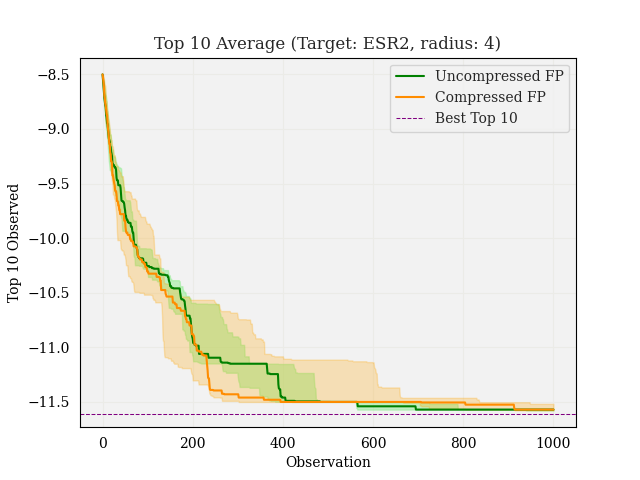 Top 10 Average (Target: ESR2, radius: 4)
Uncompressed FP
Compressed FP
Best Top 10
Top 10 Observed
−8.5
−9.0
−9.5
−10.0
−10.5
−11.0
−11.5
0 200 400 600 800 1000
Observation